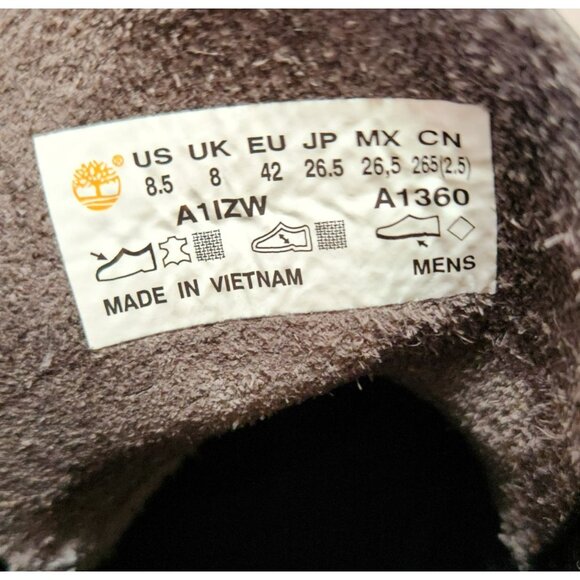 ® US UK EU JP MX CN
8.5 8 42 26.5 26,5 265(2.5)
A1IZW A1360
MADE IN VIETNAM MENS